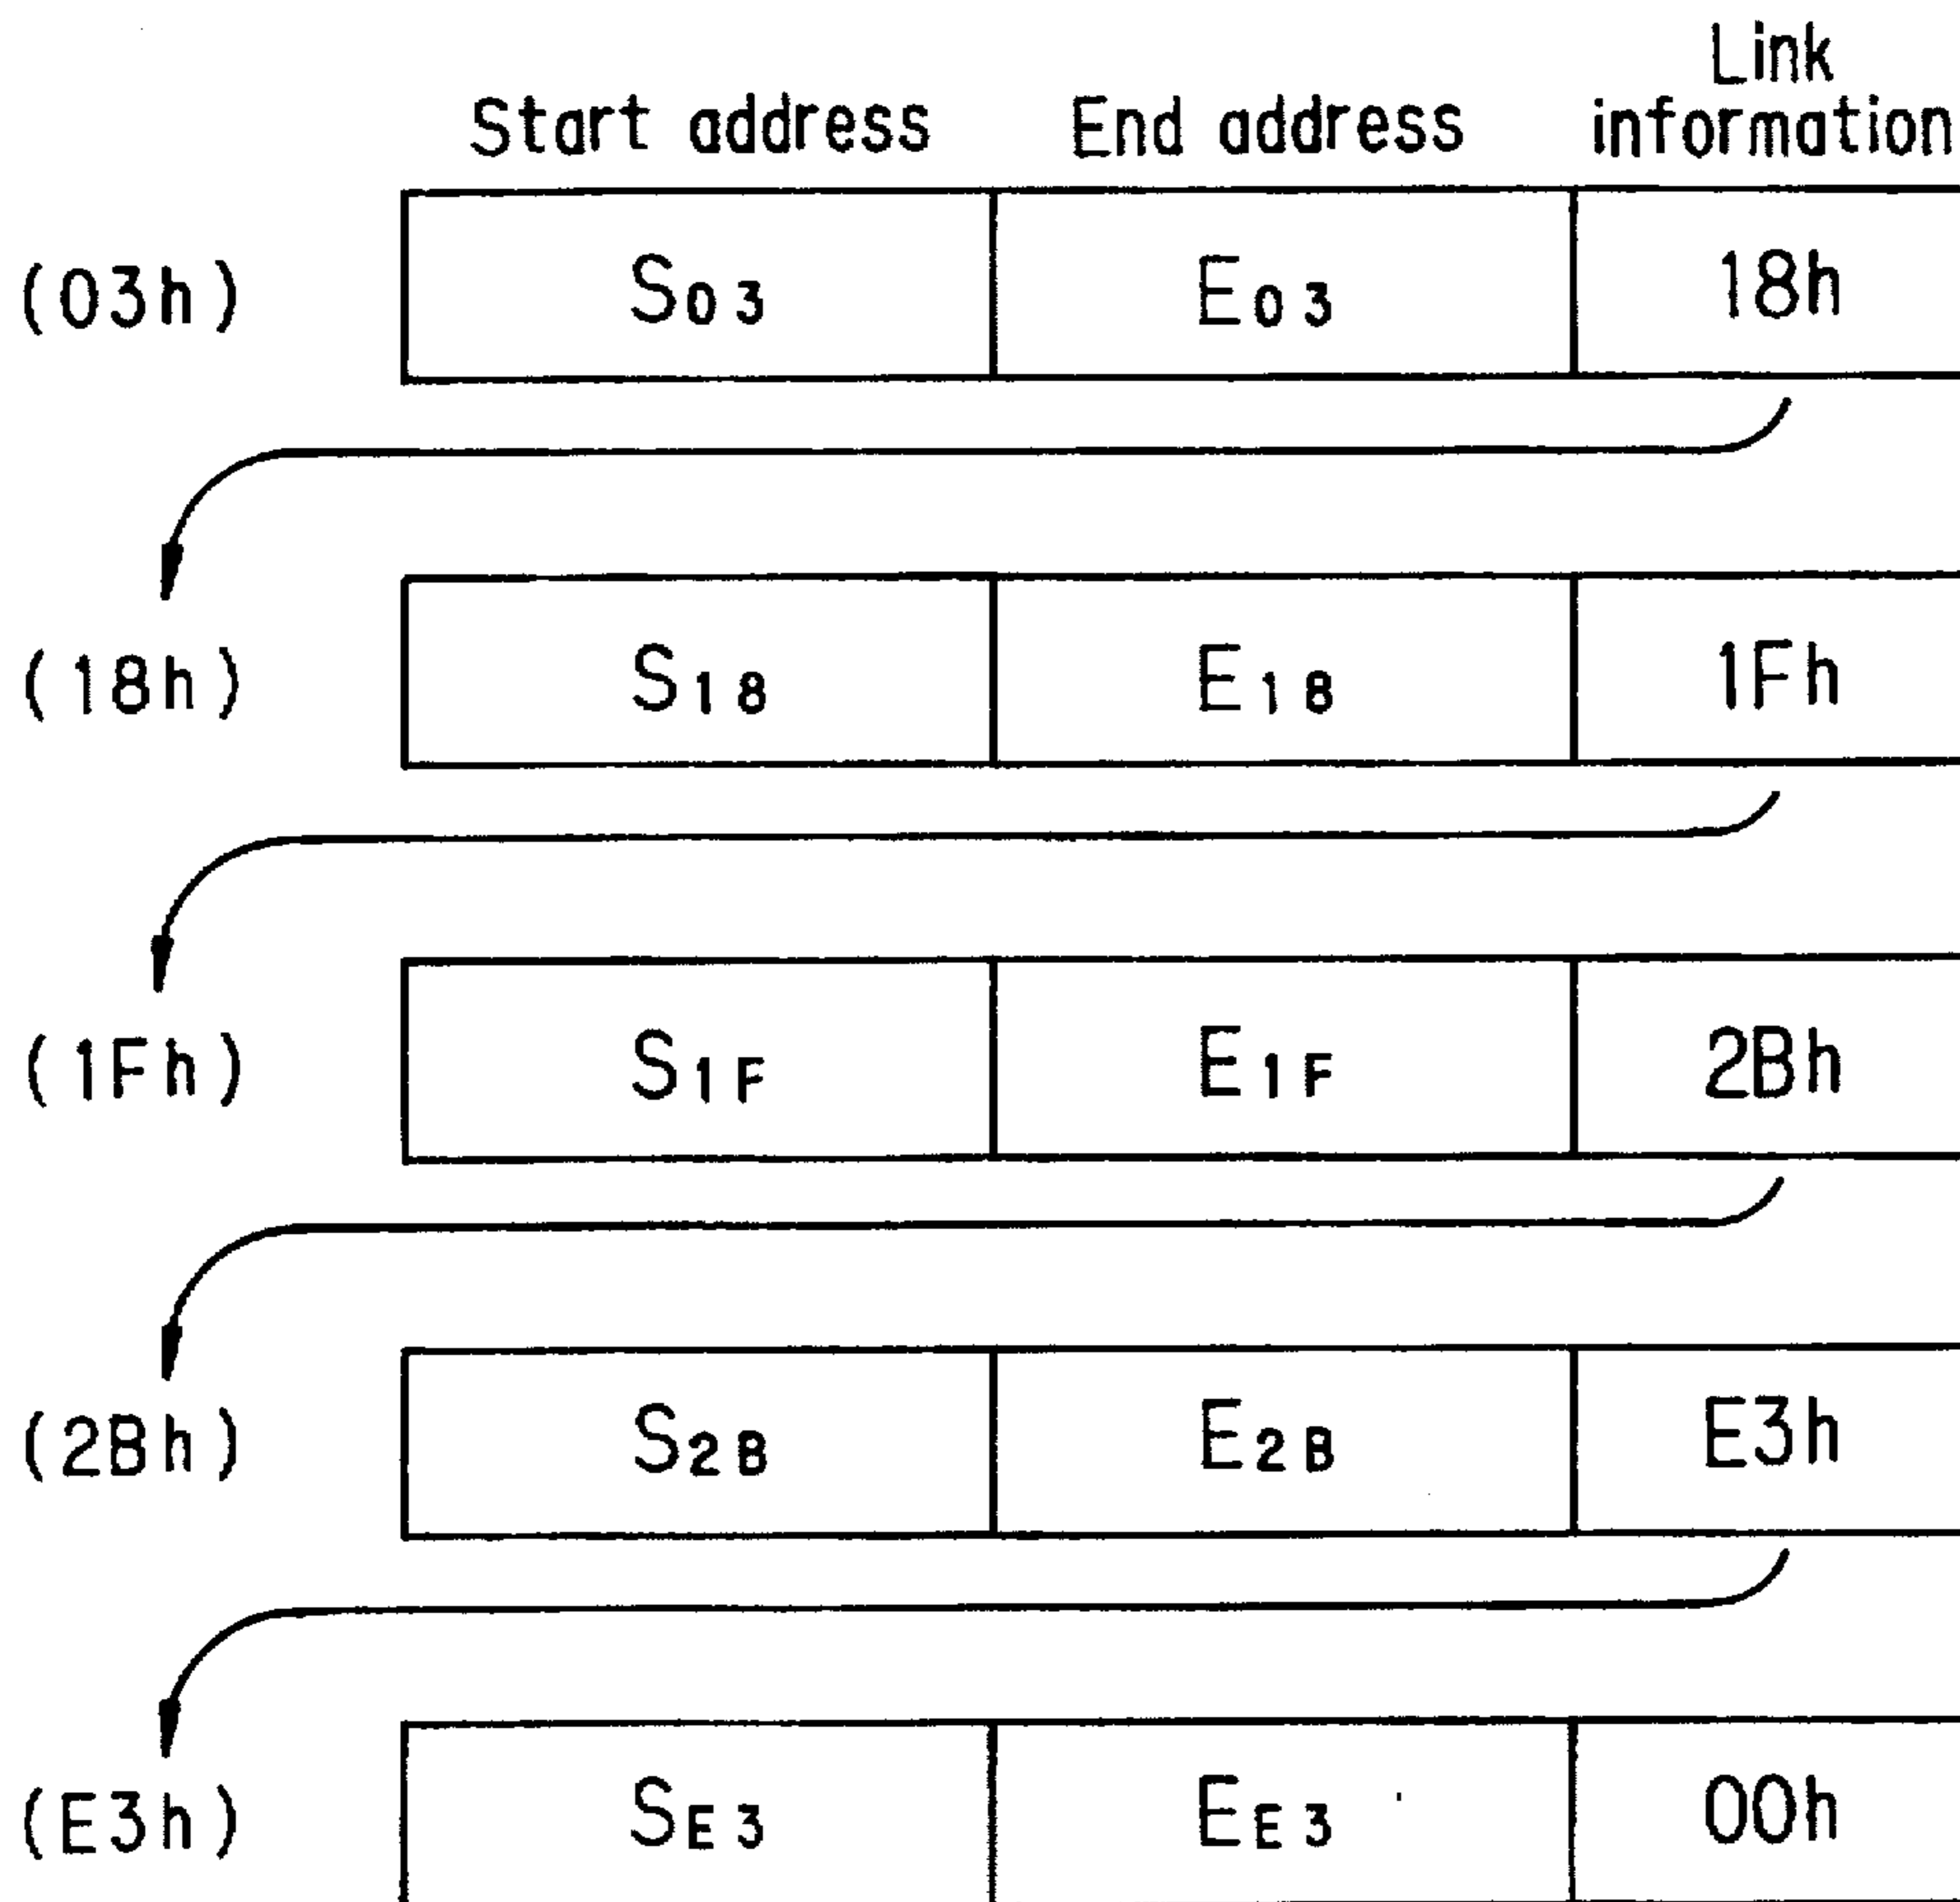 Link
Start address End address information
(03h) S03 E03 18h
(18h) S18 E18 1Fh
(1Fh) S1F E1F 2Bh
(2Bh) S2B E2B E3h
(E3h) SE3 EE3 00h